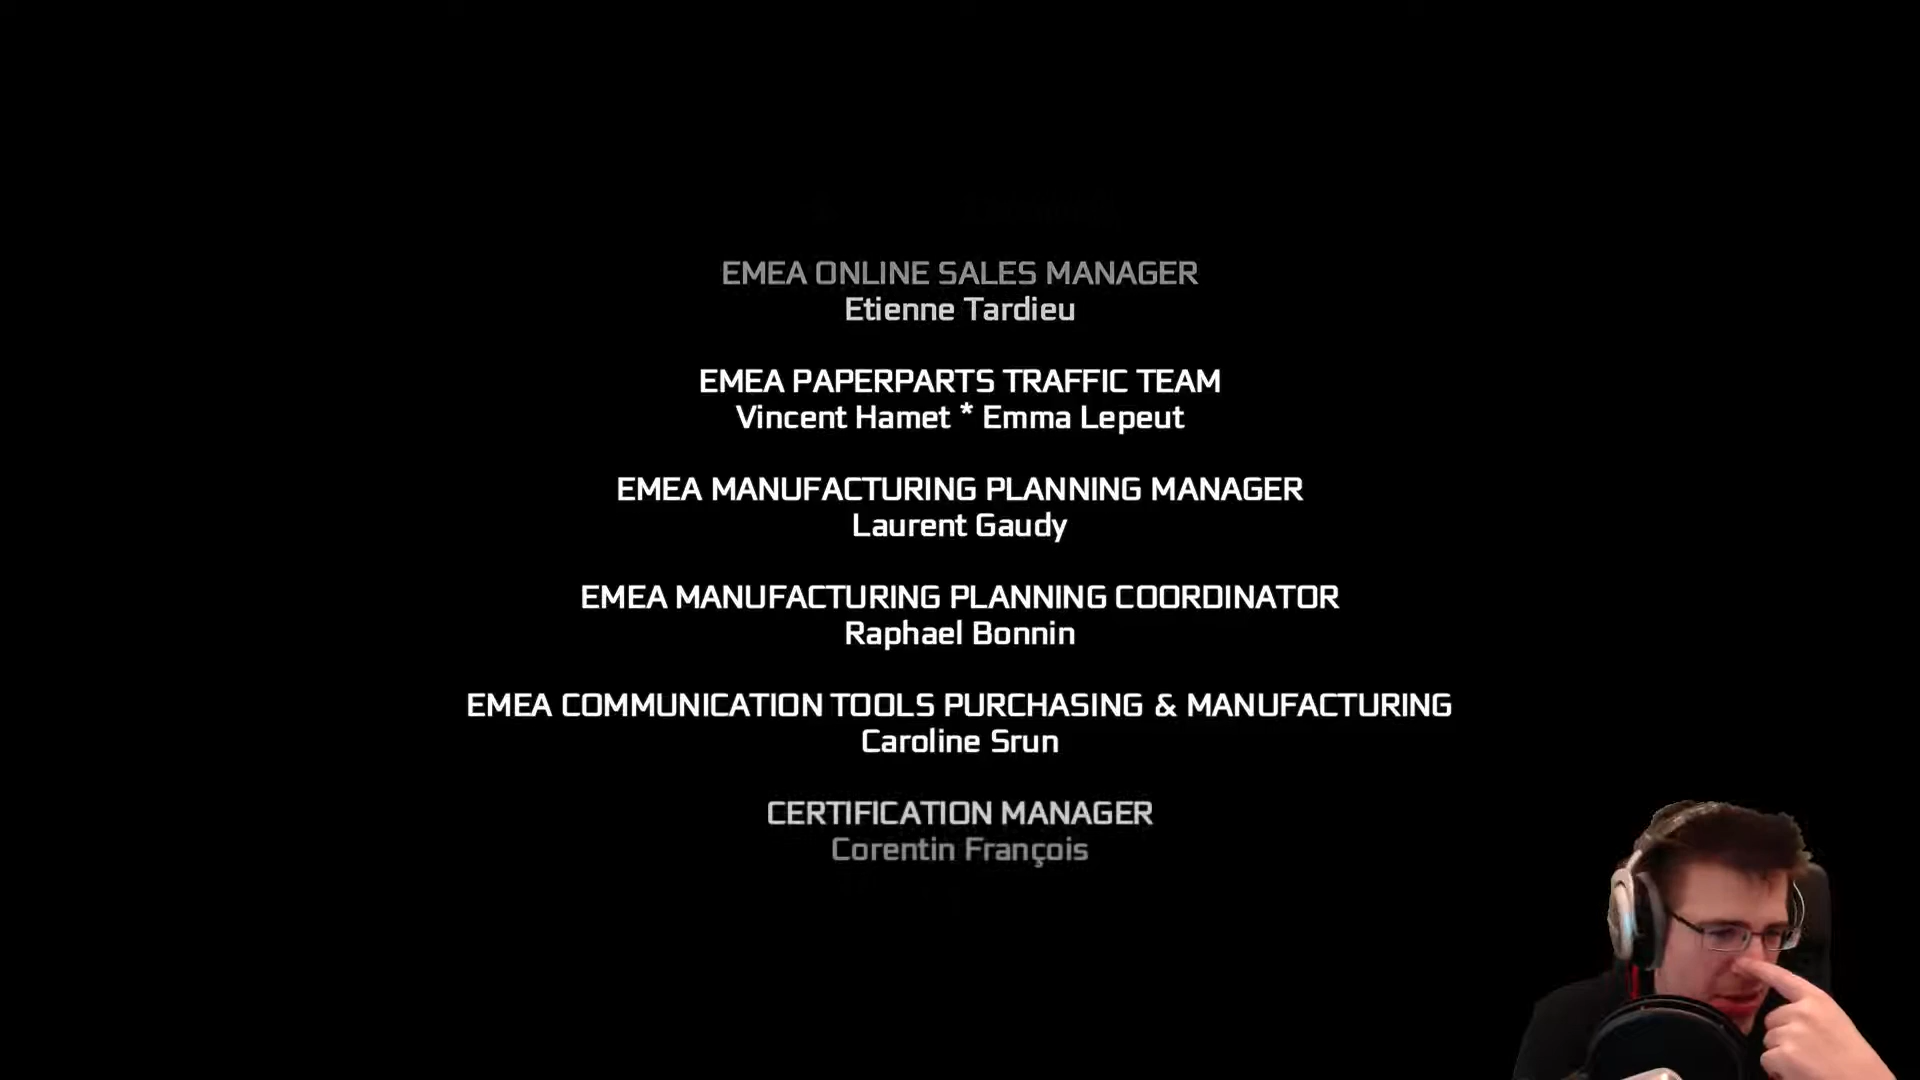 EMEA ONLINE SALES MANAGER
Etienne Tardieu
EMEA PAPERPARTS TRAFFIC TEAM
Vincent Hamet * Emma Lepeut
EMEA MANUFACTURING PLANNING MANAGER
Laurent Gaudy
EMEA MANUFACTURING PLANNING COORDINATOR
Raphael Bonnin
EMEA COMMUNICATION TOOLS PURCHASING & MANUFACTURING
Caroline Srun
CERTIFICATION MANAGER
Corentin François